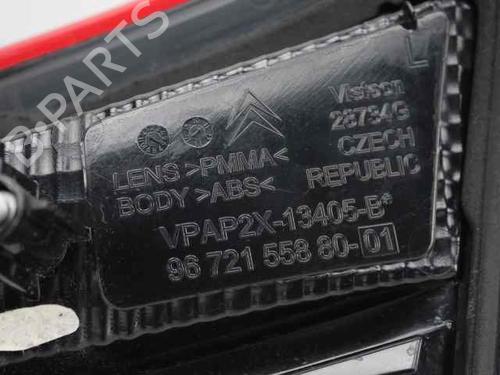 L
Visteon
28734G
CZECH
REPUBLIC
LENS >PMMA<
BODY >ABS<
VPAP2X-13405-B
96 721 558 80-01
B-PARTS